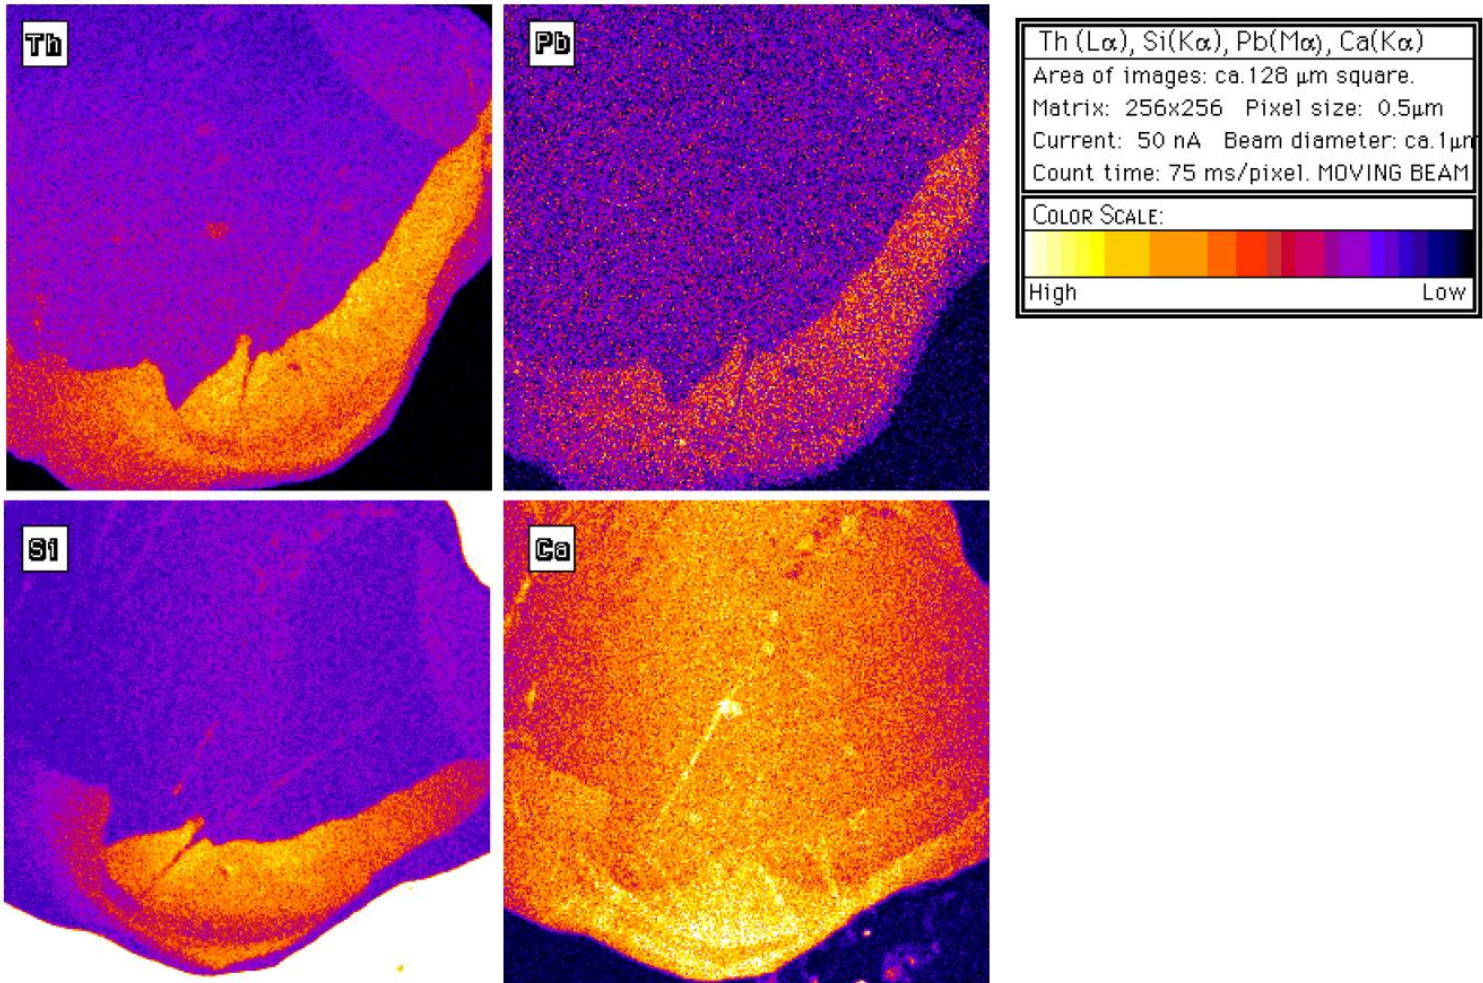 Th
Pb
Th (Lα), Si(Kα), Pb(Mα), Ca(Kα)
Area of images: ca.128 μm square.
Matrix: 256x256 Pixel size: 0.5μm
Current: 50 nA Beam diameter: ca.1μm
Count time: 75 ms/pixel. MOVING BEAM
COLOR SCALE:
High Low
Si
Ca